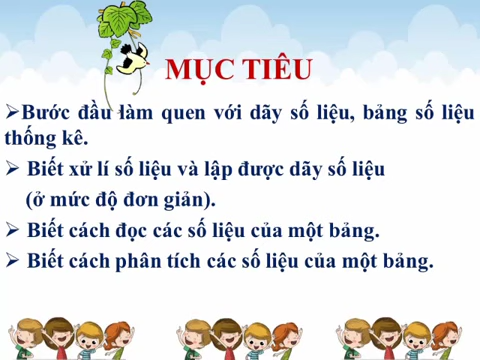 MỤC TIÊU
➢Bước đầu làm quen với dãy số liệu, bảng số liệu
thống kê.
➢ Biết xử lí số liệu và lập được dãy số liệu
(ở mức độ đơn giản).
➢ Biết cách đọc các số liệu của một bảng.
➢ Biết cách phân tích các số liệu của một bảng.